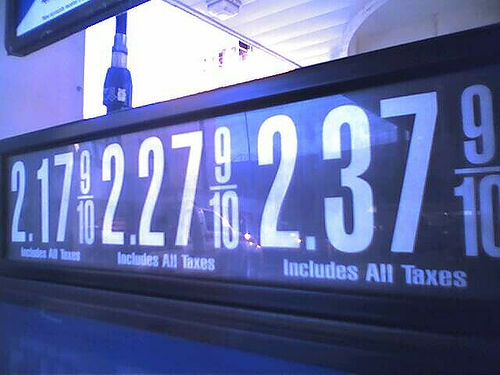 2.17 9/10 2.27 9/10 2.37 9/10
Includes All Taxes Includes All Taxes Includes All Taxes